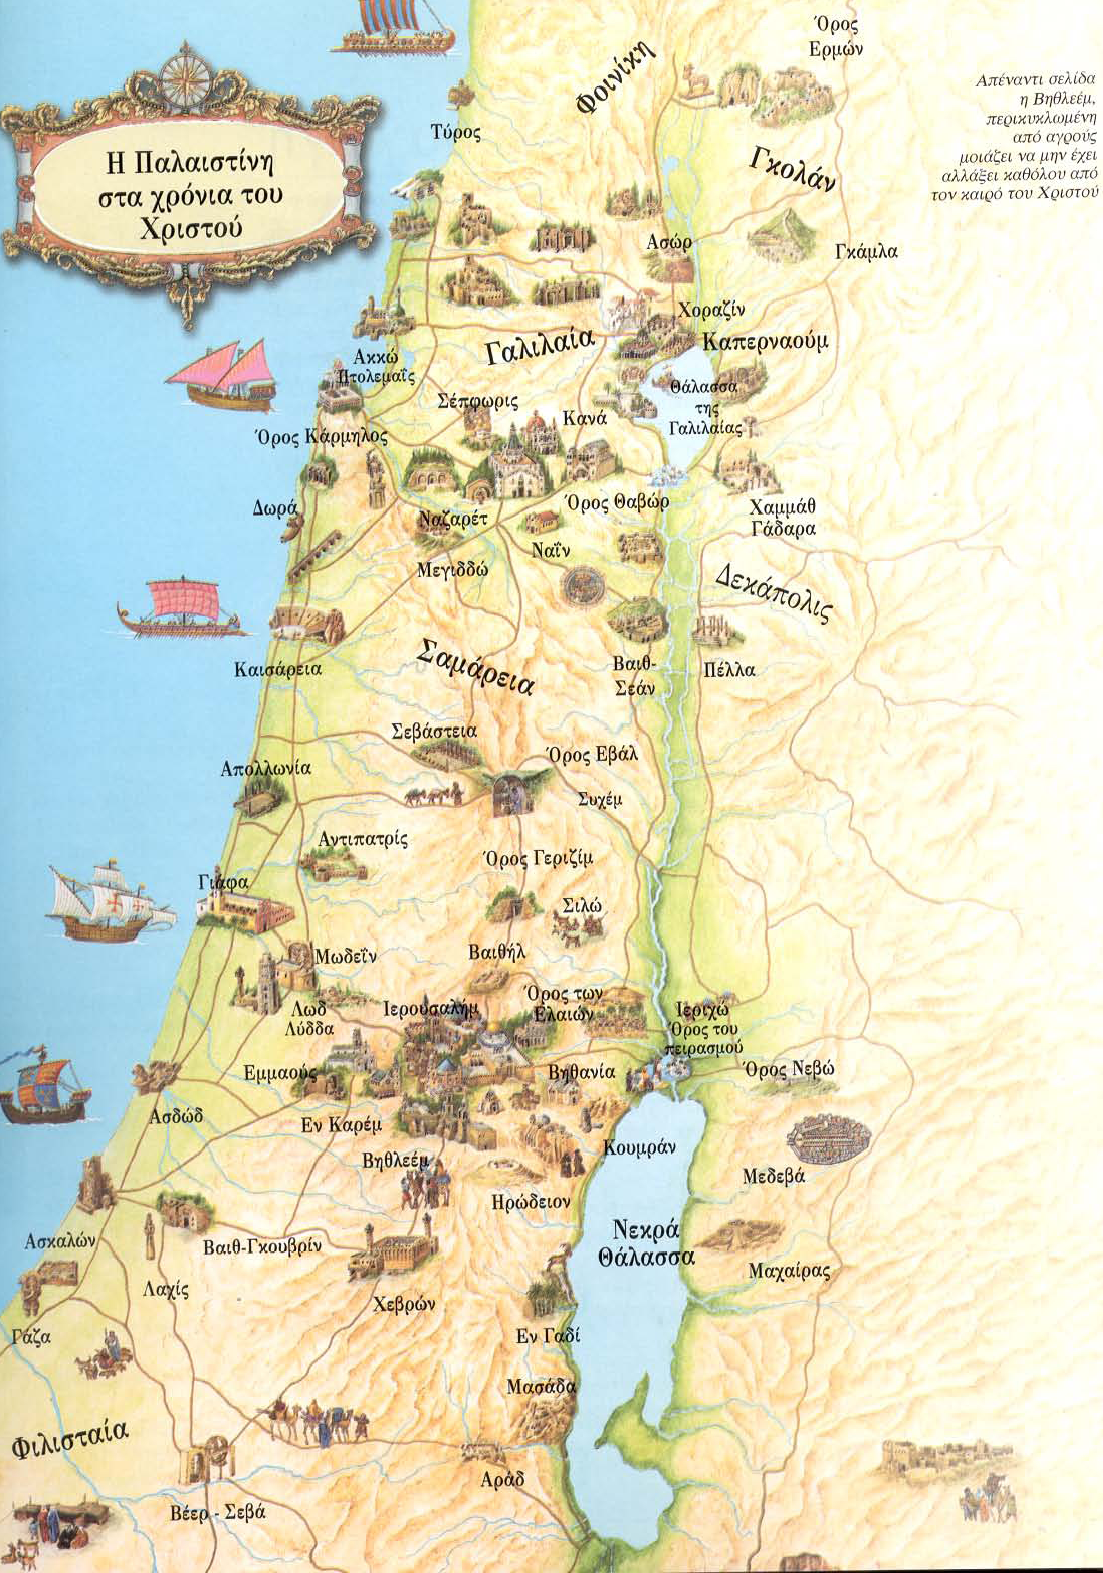 Όρος
Ερμών
Φοινίκη
Απέναντι σελίδα
η Βηθλεέμ,
περικυκλωμένη
από αγρούς
μοιάζει να μην έχει
αλλάξει καθόλου από
τον καιρό του Χριστού
Τύρος
Η Παλαιστίνη
στα χρόνια του
Χριστού
Γκολάν
Ασώρ
Γκάμλα
Χοραζίν
Γαλιλαία
Καπερναούμ
Ακκώ
Πτολεμαΐς
Θάλασσα
της
Γαλιλαίας
Σέπφωρις
Κανά
Όρος Κάρμηλος
Όρος Θαβώρ
Χαμμάθ
Γάδαρα
Δωρά
Ναζαρέτ
Ναΐν
Μεγιδδώ
Δεκάπολις
Καισάρεια
Σαμάρεια
Βαιθ-
Σεάν
Πέλλα
Σεβάστεια
Όρος Εβάλ
Απολλωνία
Συχέμ
Αντιπατρίς
Όρος Γεριζίμ
Γιάφα
Σιλώ
Μωδεΐν
Βαιθήλ
Λωδ
Λύδδα
Ιερουσαλήμ
Όρος των
Ελαιών
Ιεριχώ
Όρος του
πειρασμού
Εμμαούς
Βηθανία
Όρος Νεβώ
Ασδώδ
Εν Καρέμ
Κουμράν
Βηθλεέμ
Μεδεβά
Ηρώδειον
Νεκρά
Θάλασσα
Ασκαλών
Βαιθ-Γκουβρίν
Μαχαίρας
Λαχίς
Χεβρών
Γάζα
Εν Γαδί
Μασάδα
Φιλισταία
Αράδ
Βέερ - Σεβά